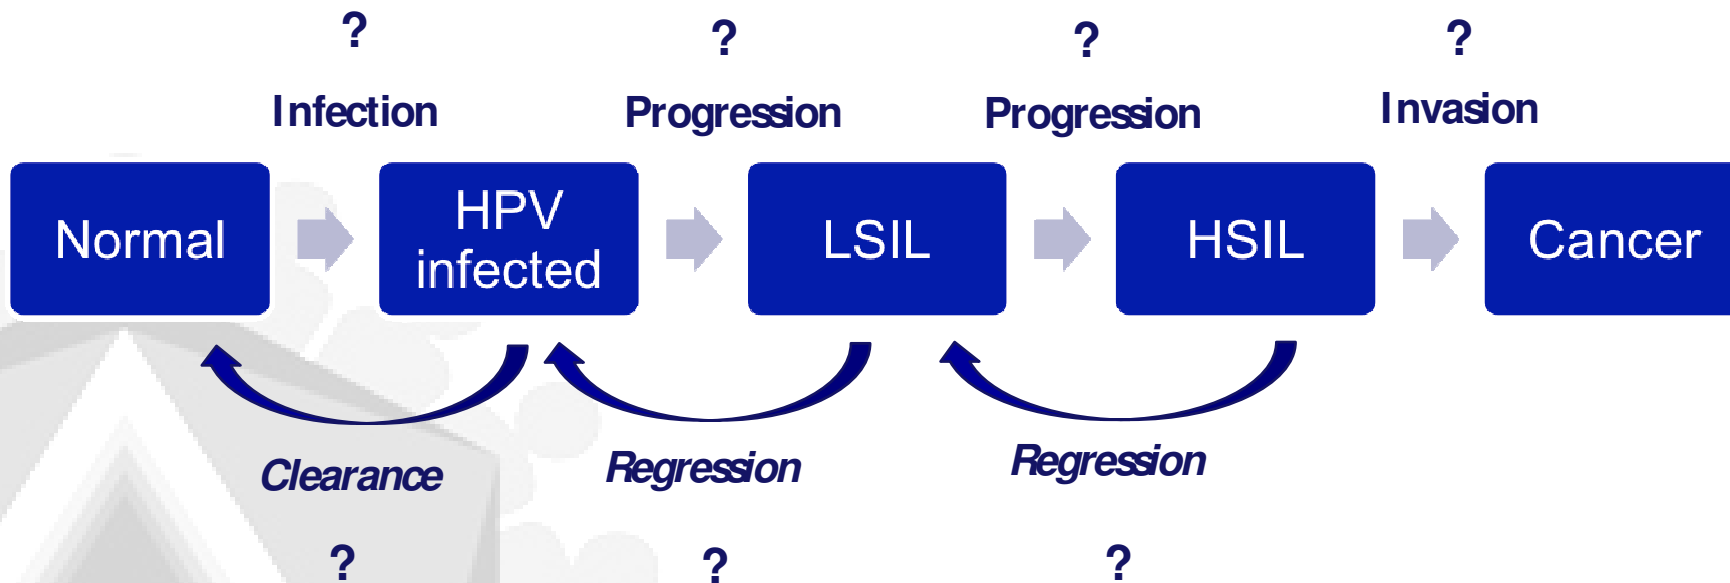 ? ? ? ?
Infection Progression Progression Invasion
Normal HPV infected LSIL HSIL Cancer
Clearance Regression Regression
? ? ?